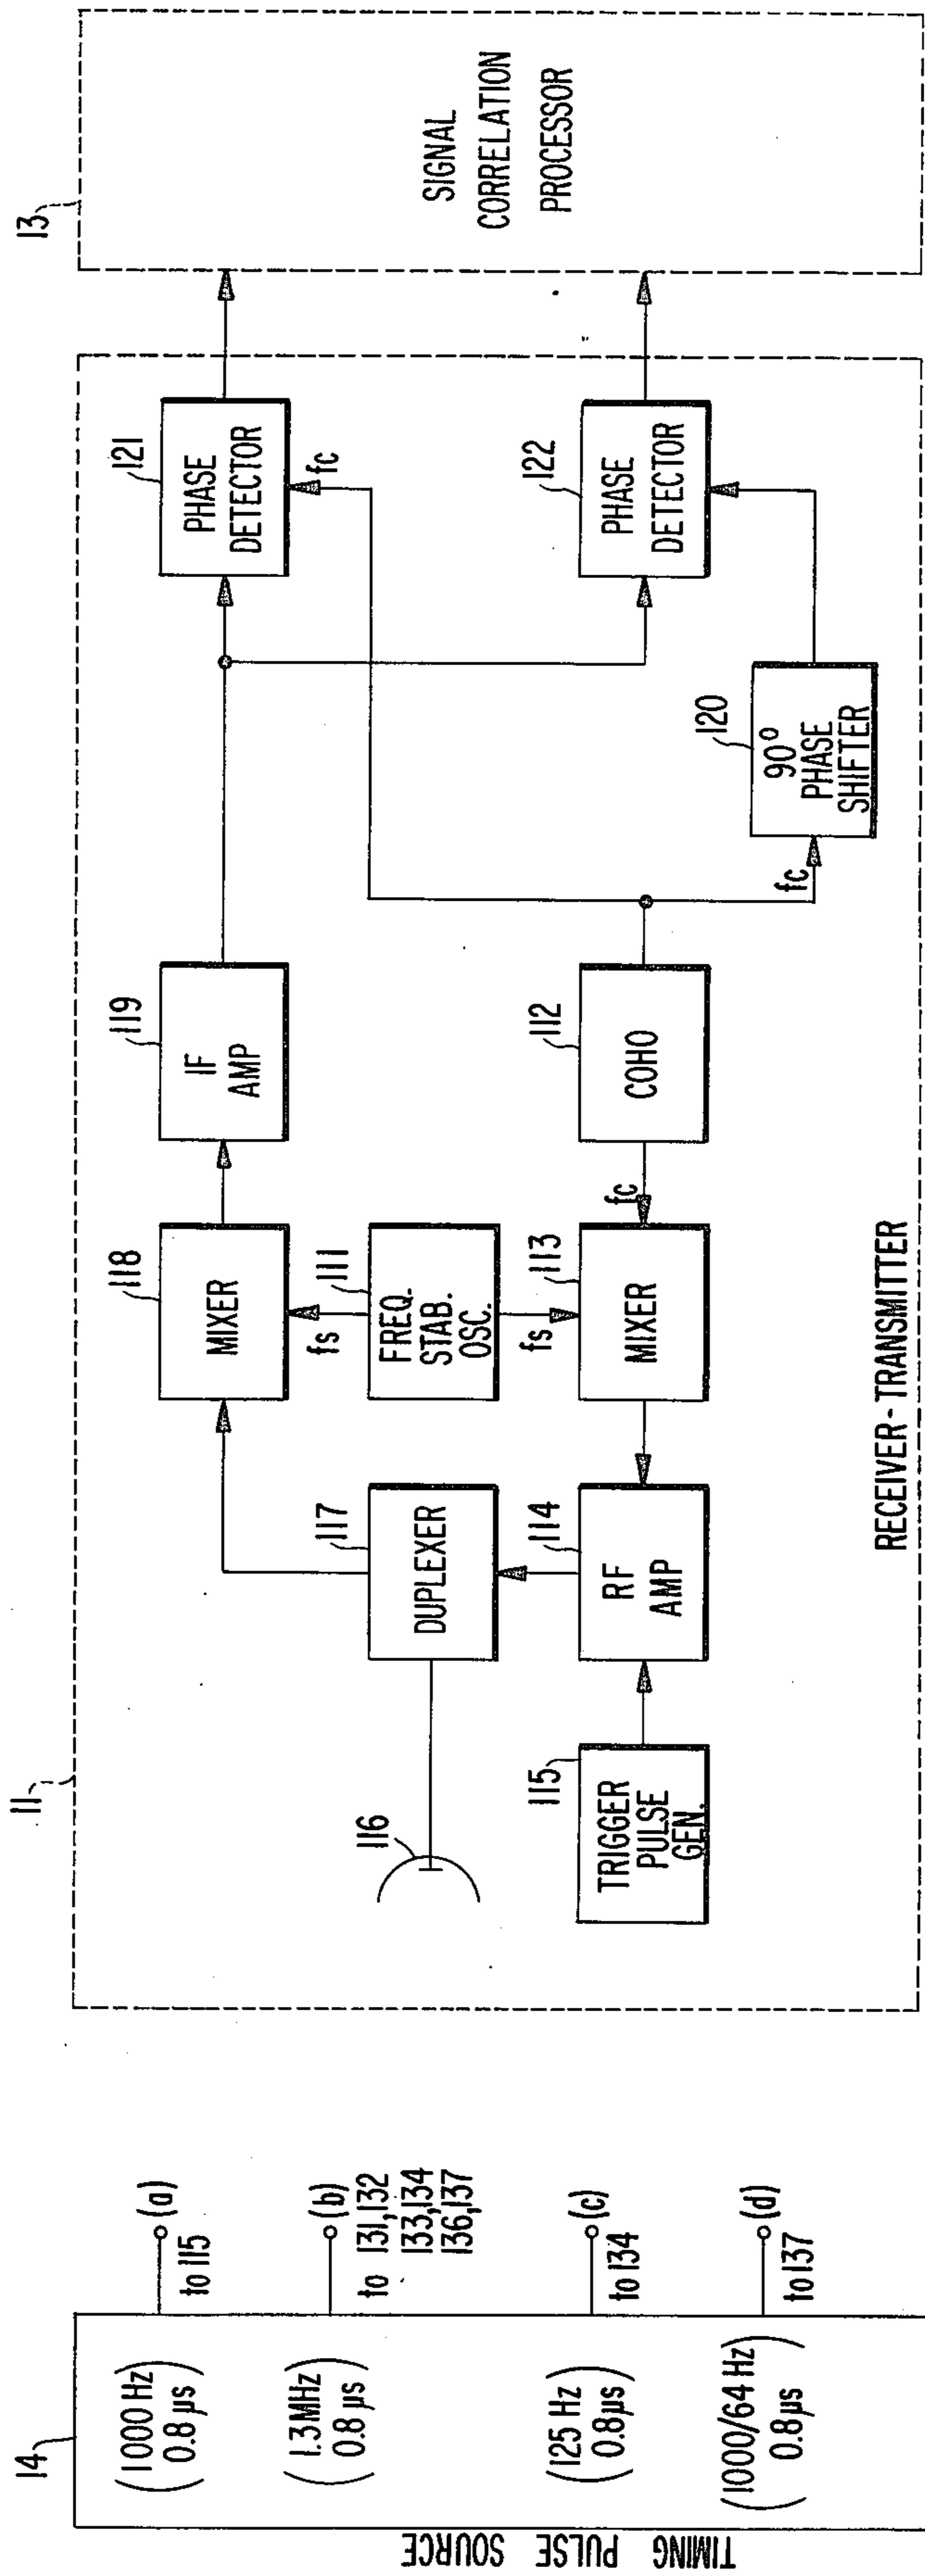 14
(1000 Hz)
0.8 μs
(a)
to 115
(1.3 MHz)
0.8 μs
(b)
to 131,132
133,134
136,137
(125 Hz)
0.8 μs
(c)
to 134
(1000/64 Hz)
0.8 μs
(d)
to 137
TIMING PULSE SOURCE
11
116
115
TRIGGER
PULSE
GEN.
117
DUPLEXER
114
RF
AMP
118
MIXER
fs
111
FREQ.
STAB.
OSC.
fs
113
MIXER
fc
119
IF
AMP
112
COHO
fc
120
90°
PHASE
SHIFTER
121
PHASE
DETECTOR
fc
122
PHASE
DETECTOR
RECEIVER-TRANSMITTER
13
SIGNAL
CORRELATION
PROCESSOR